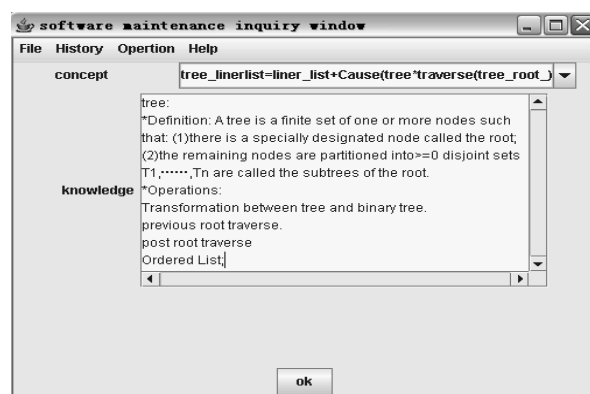 software maintenance inquiry window
File History Opertion Help
concept
tree_linerlist=liner_list+Cause(tree*traverse(tree_root_)
knowledge
tree:
*Definition: A tree is a finite set of one or more nodes such
that: (1)there is a specially designated node called the root;
(2)the remaining nodes are partitioned into>=0 disjoint sets
T1,······,Tn are called the subtrees of the root.
*Operations:
Transformation between tree and binary tree.
previous root traverse.
post root traverse
Ordered List;
ok